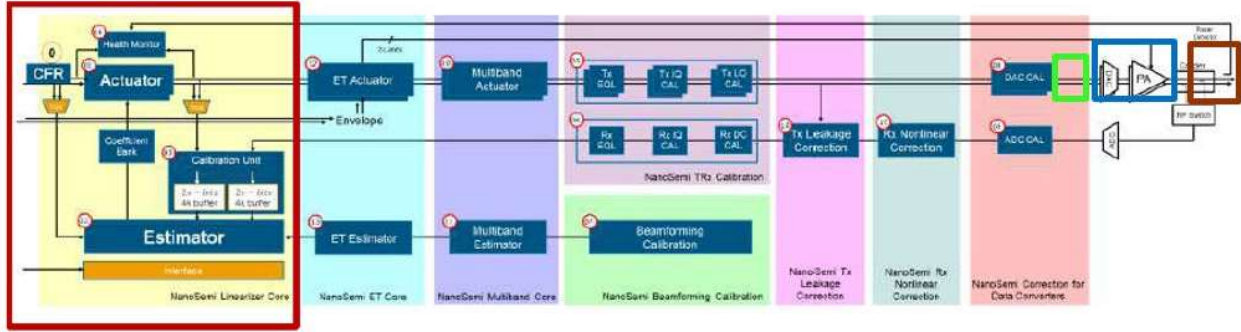 Health Monitor
Power
Detector
CFR
Actuator
ET Actuator
Multiband
Actuator
Tx
EQL
Tx IQ
CAL
Tx LO
CAL
DAC CAL
DAC
PA
Coupler
Envelope
RF Switch
Coefficient
Bank
Calibration Unit
4k buffer
4k buffer
Rx
EQL
Rx IQ
CAL
Rx DC
CAL
Tx Leakage
Correction
Rx Nonlinear
Correction
ADC CAL
ADC
NanoSemi TRx Calibration
Estimator
ET Estimator
Multiband
Estimator
Beamforming
Calibration
Interface
NanoSemi Linearizer Core
NanoSemi ET Core
NanoSemi Multiband Core
NanoSemi Beamforming Calibration
NanoSemi Tx
Leakage
Correction
NanoSemi Rx
Nonlinear
Correction
NanoSemi Correction for
Data Converters